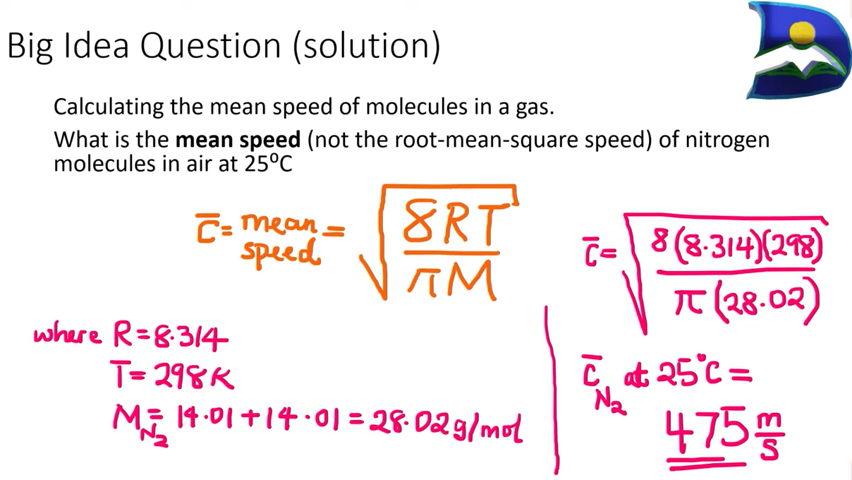 Big Idea Question (solution)
Calculating the mean speed of molecules in a gas.
What is the mean speed (not the root-mean-square speed) of nitrogen
molecules in air at 25⁰C
c̄ = mean speed = √(8RT / πM)
c̄ = √(8(8.314)(298) / π(28.02))
where R = 8.314
T = 298K
M_N₂ = 14.01 + 14.01 = 28.02 g/mol
c̄_N₂ at 25°C =
475 m/s